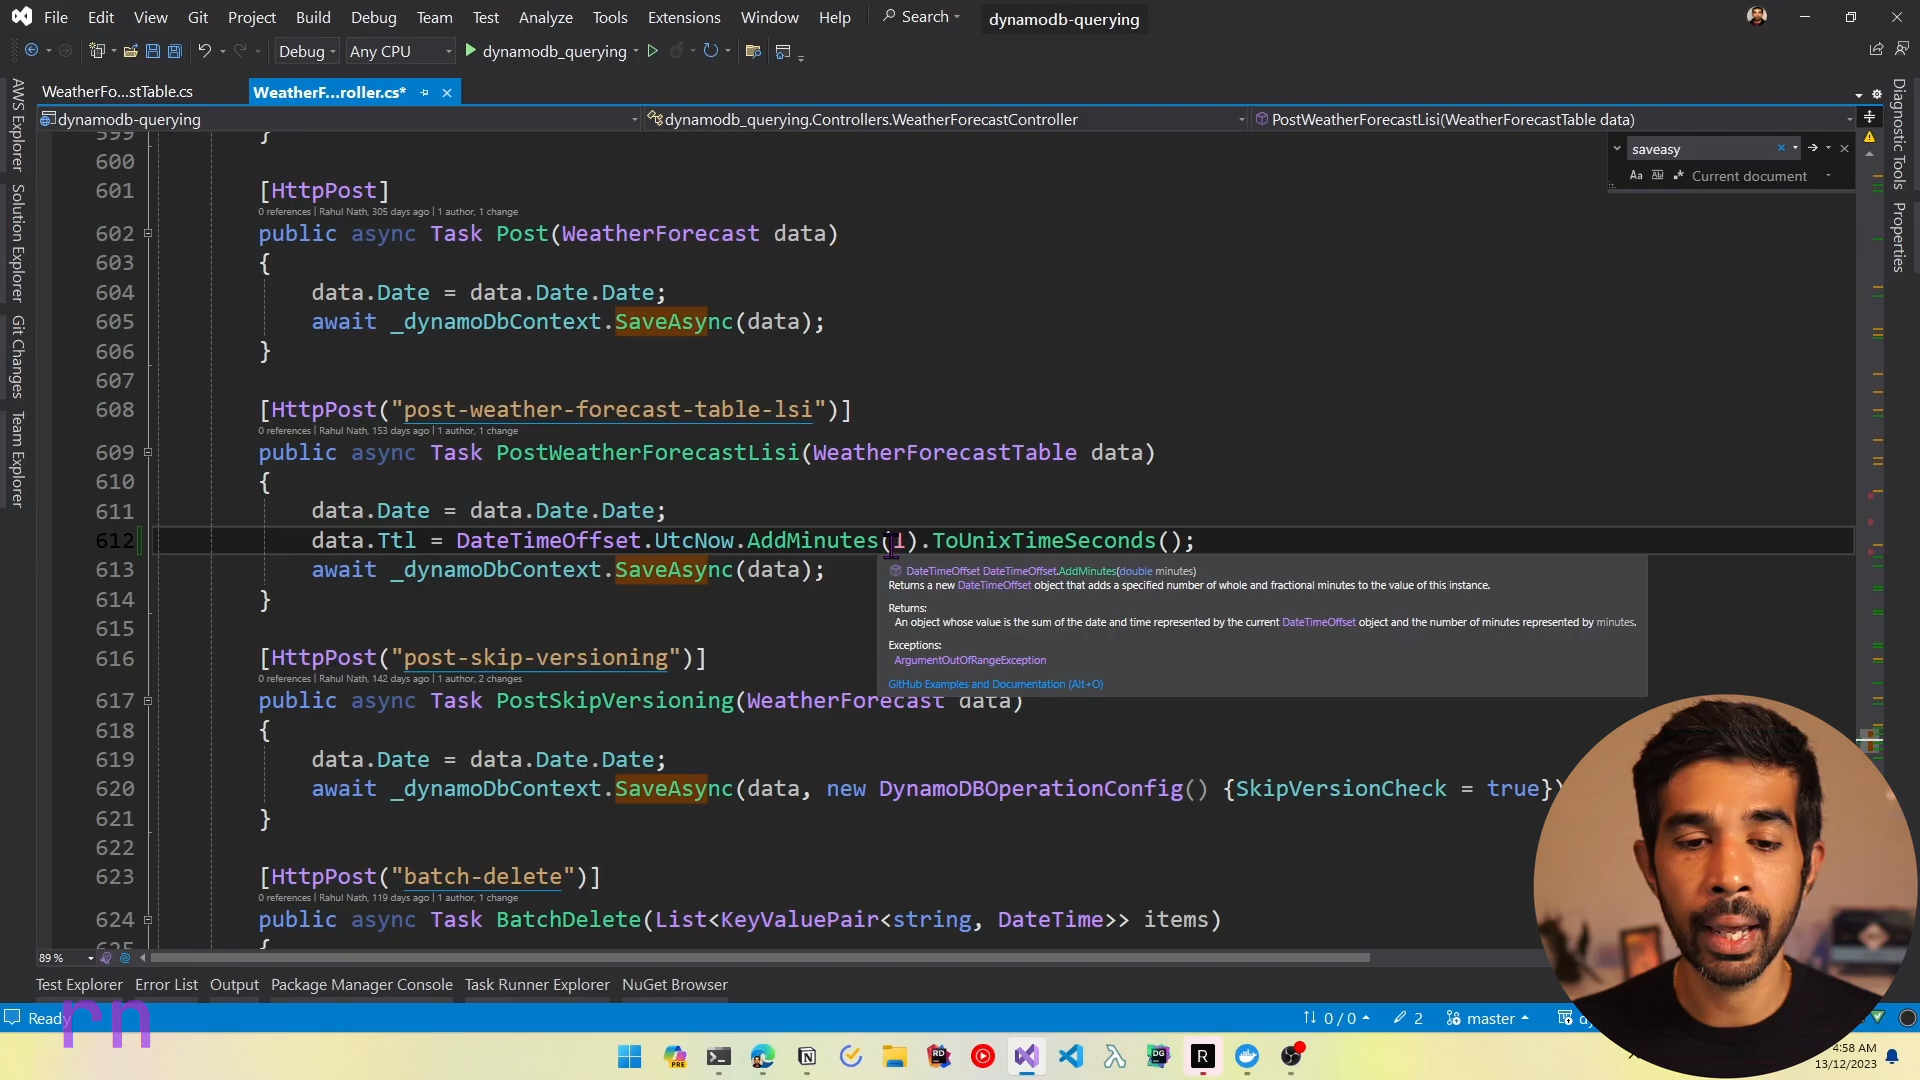 File Edit View Git Project Build Debug Team Test Analyze Tools Extensions Window Help Search dynamodb-querying
Debug Any CPU dynamodb_querying
WeatherFo...stTable.cs WeatherF...roller.cs*
dynamodb-querying dynamodb_querying.Controllers.WeatherForecastController PostWeatherForecastLisi(WeatherForecastTable data)
saveasy
Current document
AWS Explorer
Solution Explorer
Git Changes
Team Explorer
Diagnostic Tools
Properties
599 }
600
601 [HttpPost]
0 references | Rahul Nath, 305 days ago | 1 author, 1 change
602 public async Task Post(WeatherForecast data)
603 {
604 data.Date = data.Date.Date;
605 await _dynamoDbContext.SaveAsync(data);
606 }
607
608 [HttpPost("post-weather-forecast-table-lsi")]
0 references | Rahul Nath, 153 days ago | 1 author, 1 change
609 public async Task PostWeatherForecastLisi(WeatherForecastTable data)
610 {
611 data.Date = data.Date.Date;
612 data.Ttl = DateTimeOffset.UtcNow.AddMinutes(1).ToUnixTimeSeconds();
613 await _dynamoDbContext.SaveAsync(data);
614 }
615
DateTimeOffset DateTimeOffset.AddMinutes(double minutes)
Returns a new DateTimeOffset object that adds a specified number of whole and fractional minutes to the value of this instance.
Returns:
An object whose value is the sum of the date and time represented by the current DateTimeOffset object and the number of minutes represented by minutes.
Exceptions:
ArgumentOutOfRangeException
GitHub Examples and Documentation (Alt+O)
616 [HttpPost("post-skip-versioning")]
0 references | Rahul Nath, 142 days ago | 1 author, 2 changes
617 public async Task PostSkipVersioning(WeatherForecast data)
618 {
619 data.Date = data.Date.Date;
620 await _dynamoDbContext.SaveAsync(data, new DynamoDBOperationConfig() {SkipVersionCheck = true})
621 }
622
623 [HttpPost("batch-delete")]
0 references | Rahul Nath, 119 days ago | 1 author, 1 change
624 public async Task BatchDelete(List<KeyValuePair<string, DateTime>> items)
625 {
89 %
Test Explorer Error List Output Package Manager Console Task Runner Explorer NuGet Browser
Ready 0 / 0 2 master
rn
4:58 AM
13/12/2023